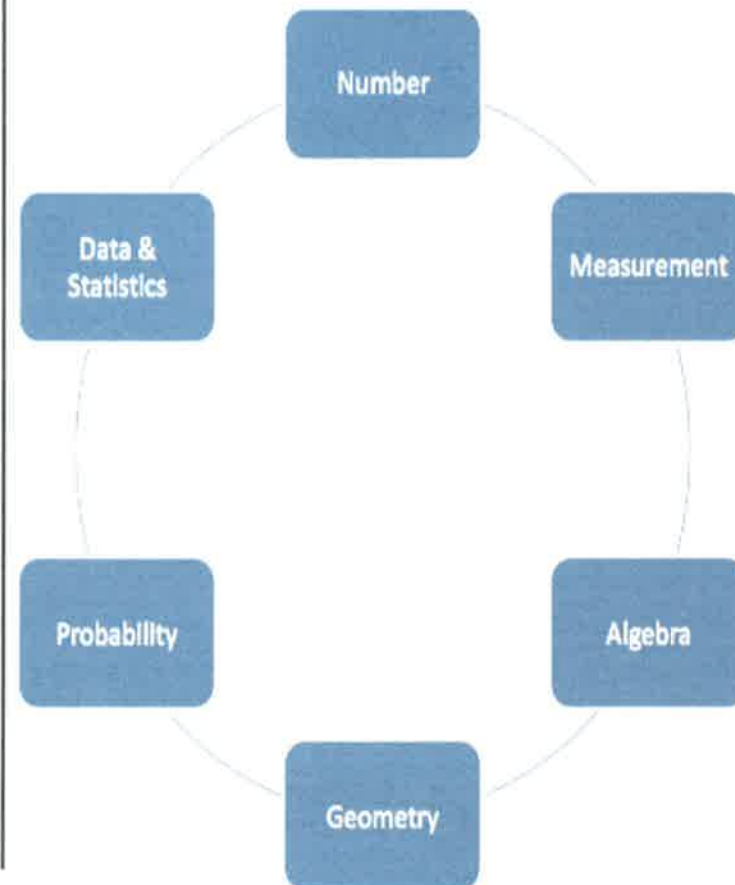 Number
Measurement
Algebra
Geometry
Probability
Data &
Statistics